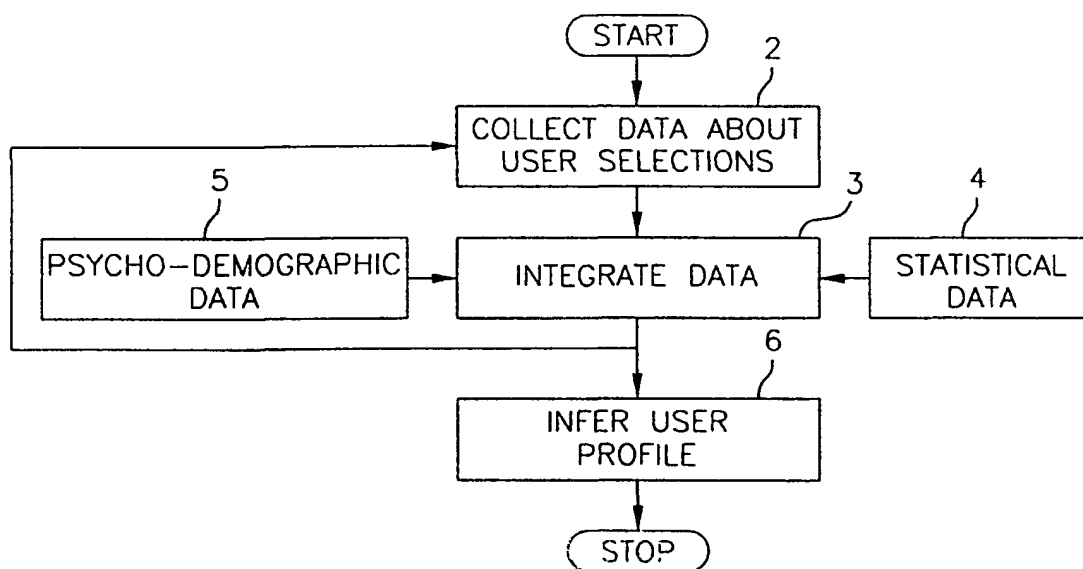 START
2
COLLECT DATA ABOUT
USER SELECTIONS
5
3
4
PSYCHO-DEMOGRAPHIC
DATA
INTEGRATE DATA
STATISTICAL
DATA
6
INFER USER
PROFILE
STOP